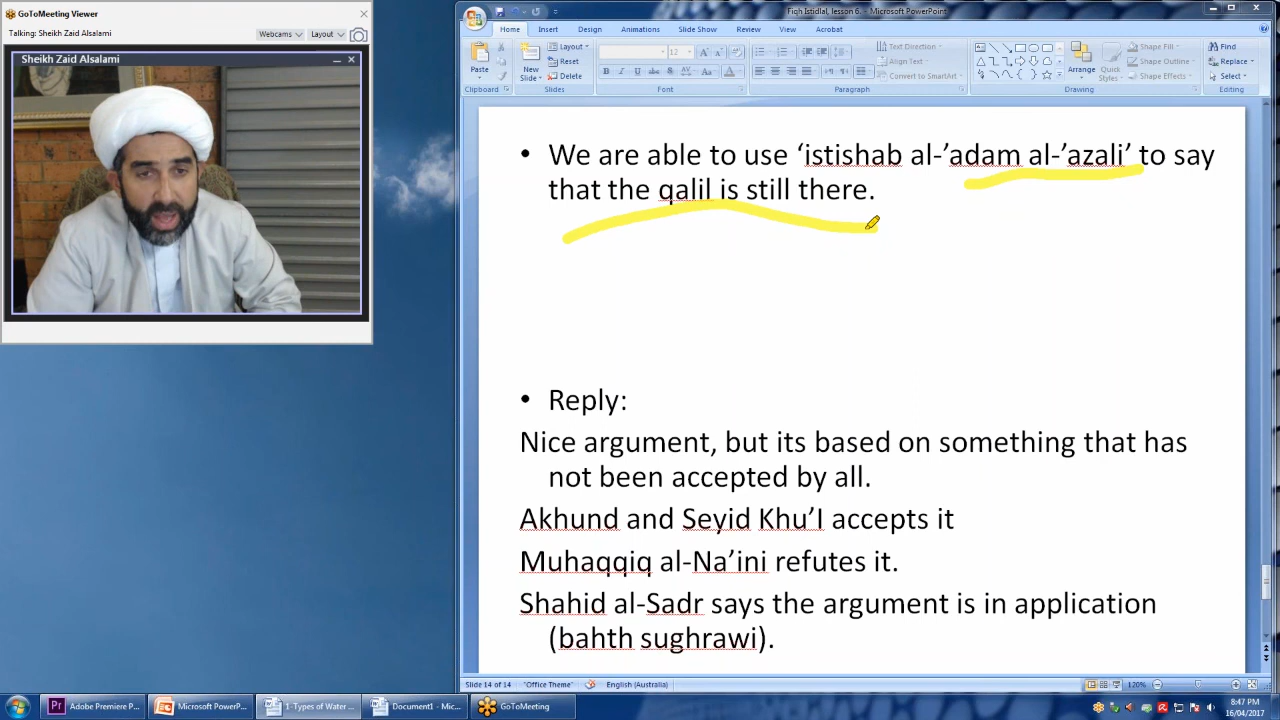 GoToMeeting Viewer
Talking: Sheikh Zaid Alsalami
Webcams
Layout
Sheikh Zaid Alsalami
Fiqh Istidlal, lesson 6. - Microsoft PowerPoint
Home Insert Design Animations Slide Show Review View Acrobat
Paste
New Slide
Layout
Reset
Delete
12
B I U abc S AV Aa A
Text Direction
Align Text
Convert to SmartArt
Arrange
Quick Styles
Shape Fill
Shape Outline
Shape Effects
Find
Replace
Select
Clipboard Slides Font Paragraph Drawing Editing
• We are able to use ‘istishab al-’adam al-’azali’ to say
that the qalil is still there.
• Reply:
Nice argument, but its based on something that has
not been accepted by all.
Akhund and Seyid Khu’I accepts it
Muhaqqiq al-Na’ini refutes it.
Shahid al-Sadr says the argument is in application
(bahth sughrawi).
Slide 14 of 14 "Office Theme" English (Australia) 120%
Adobe Premiere P... Microsoft PowerP... 1-Types of Water ... Document1 - Mic... GoToMeeting
8:47 PM
16/04/2017